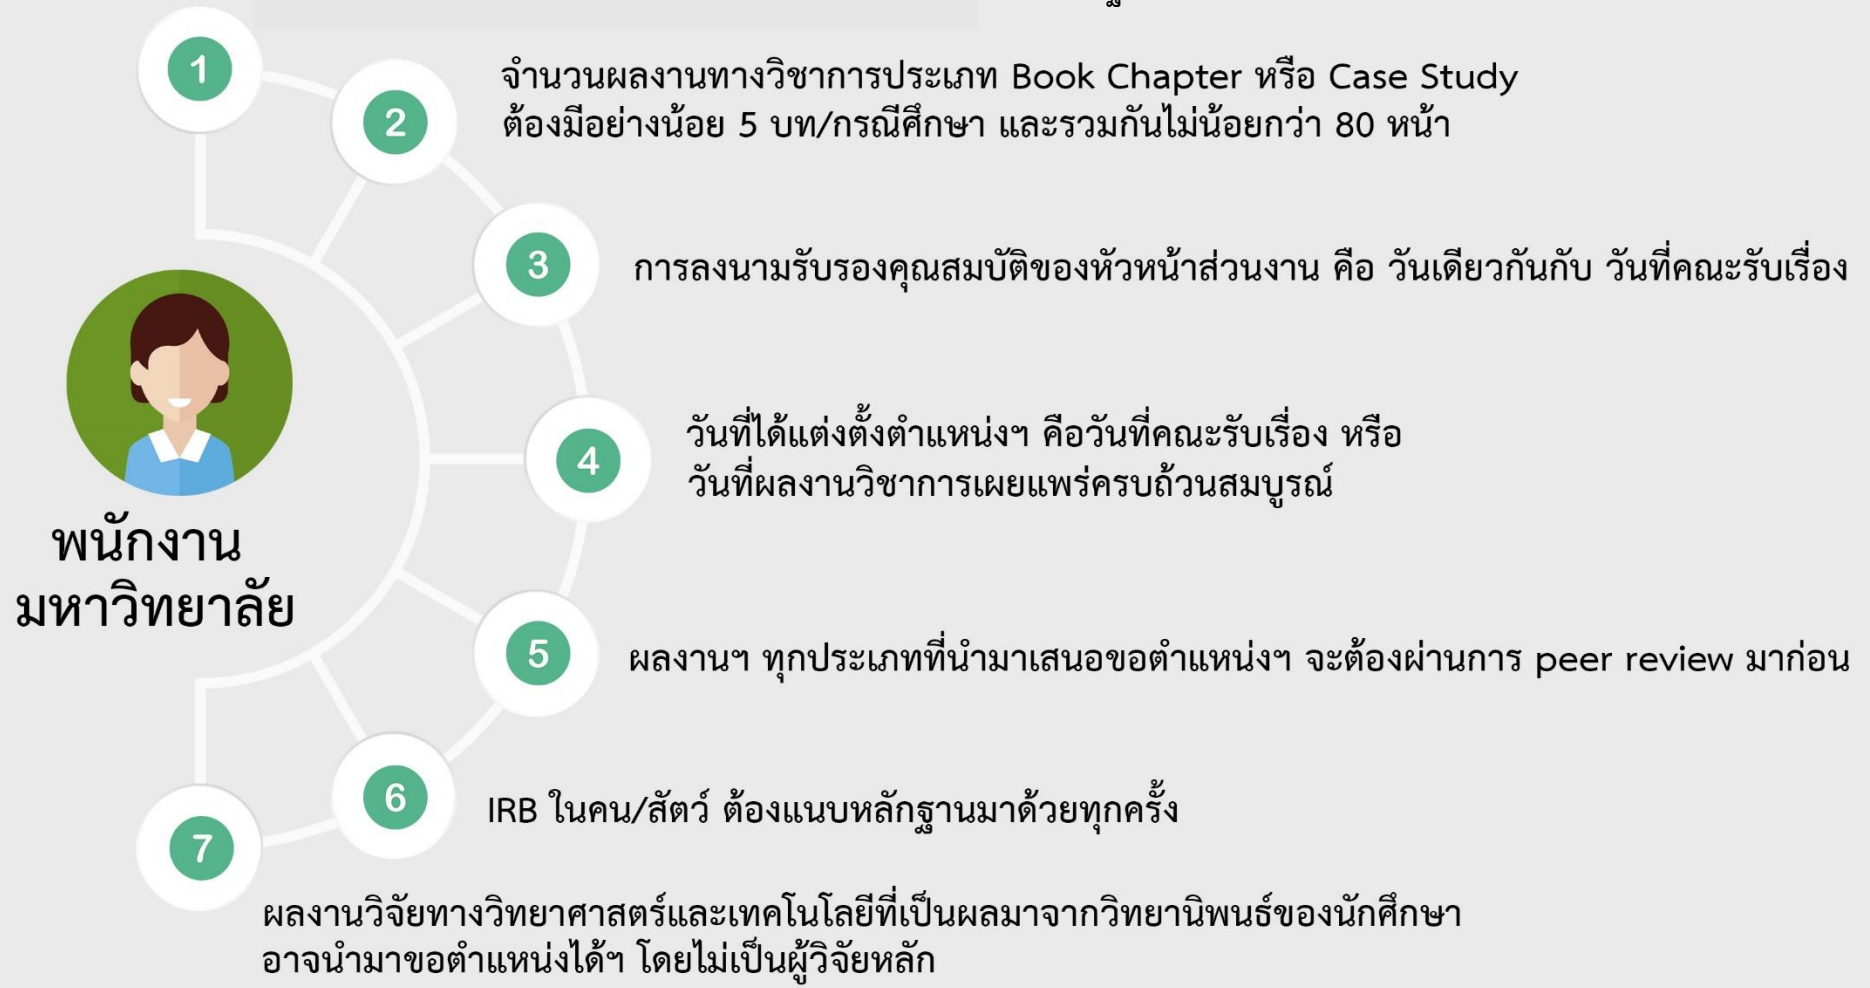 1
2
จำนวนผลงานทางวิชาการประเภท Book Chapter หรือ Case Study
ต้องมีอย่างน้อย 5 บท/กรณีศึกษา และรวมกันไม่น้อยกว่า 80 หน้า
3
การลงนามรับรองคุณสมบัติของหัวหน้าส่วนงาน คือ วันเดียวกันกับ วันที่คณะรับเรื่อง
4
วันที่ได้แต่งตั้งตำแหน่งฯ คือวันที่คณะรับเรื่อง หรือ
วันที่ผลงานวิชาการเผยแพร่ครบถ้วนสมบูรณ์
พนักงาน
มหาวิทยาลัย
5
ผลงานฯ ทุกประเภทที่นำมาเสนอขอตำแหน่งฯ จะต้องผ่านการ peer review มาก่อน
6
IRB ในคน/สัตว์ ต้องแนบหลักฐานมาด้วยทุกครั้ง
7
ผลงานวิจัยทางวิทยาศาสตร์และเทคโนโลยีที่เป็นผลมาจากวิทยานิพนธ์ของนักศึกษา
อาจนำมาขอตำแหน่งได้ฯ โดยไม่เป็นผู้วิจัยหลัก